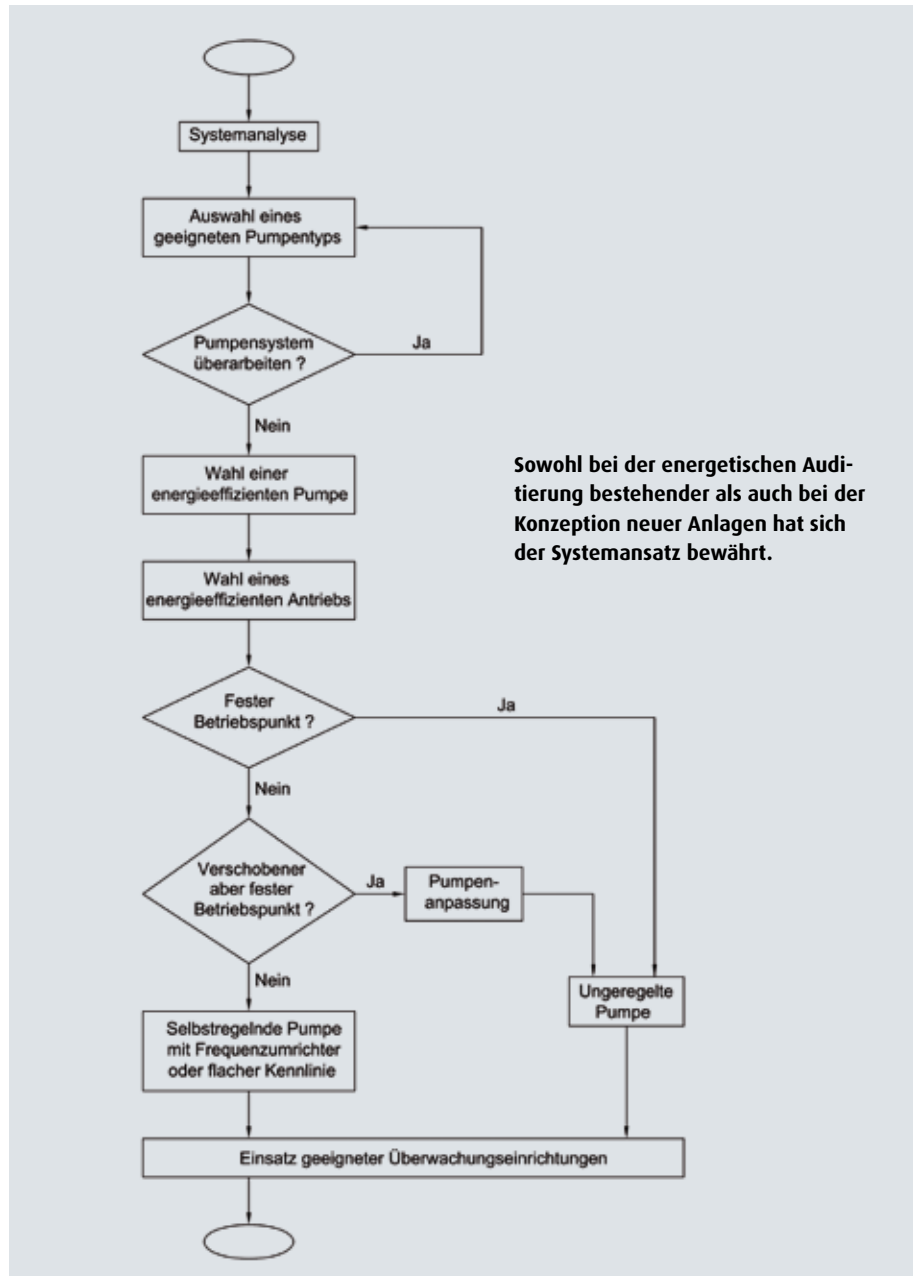 Systemanalyse
Auswahl eines
geeigneten Pumpentyps
Pumpensystem
überarbeiten ?
Ja
Nein
Wahl einer
energieeffizienten Pumpe
Sowohl bei der energetischen Audi-
tierung bestehender als auch bei der
Konzeption neuer Anlagen hat sich
der Systemansatz bewährt.
Wahl eines
energieeffizienten Antriebs
Fester
Betriebspunkt ?
Ja
Nein
Verschobener
aber fester
Betriebspunkt ?
Ja
Pumpen-
anpassung
Nein
Ungeregelte
Pumpe
Selbstregelnde Pumpe
mit Frequenzumrichter
oder flacher Kennlinie
Einsatz geeigneter Überwachungseinrichtungen